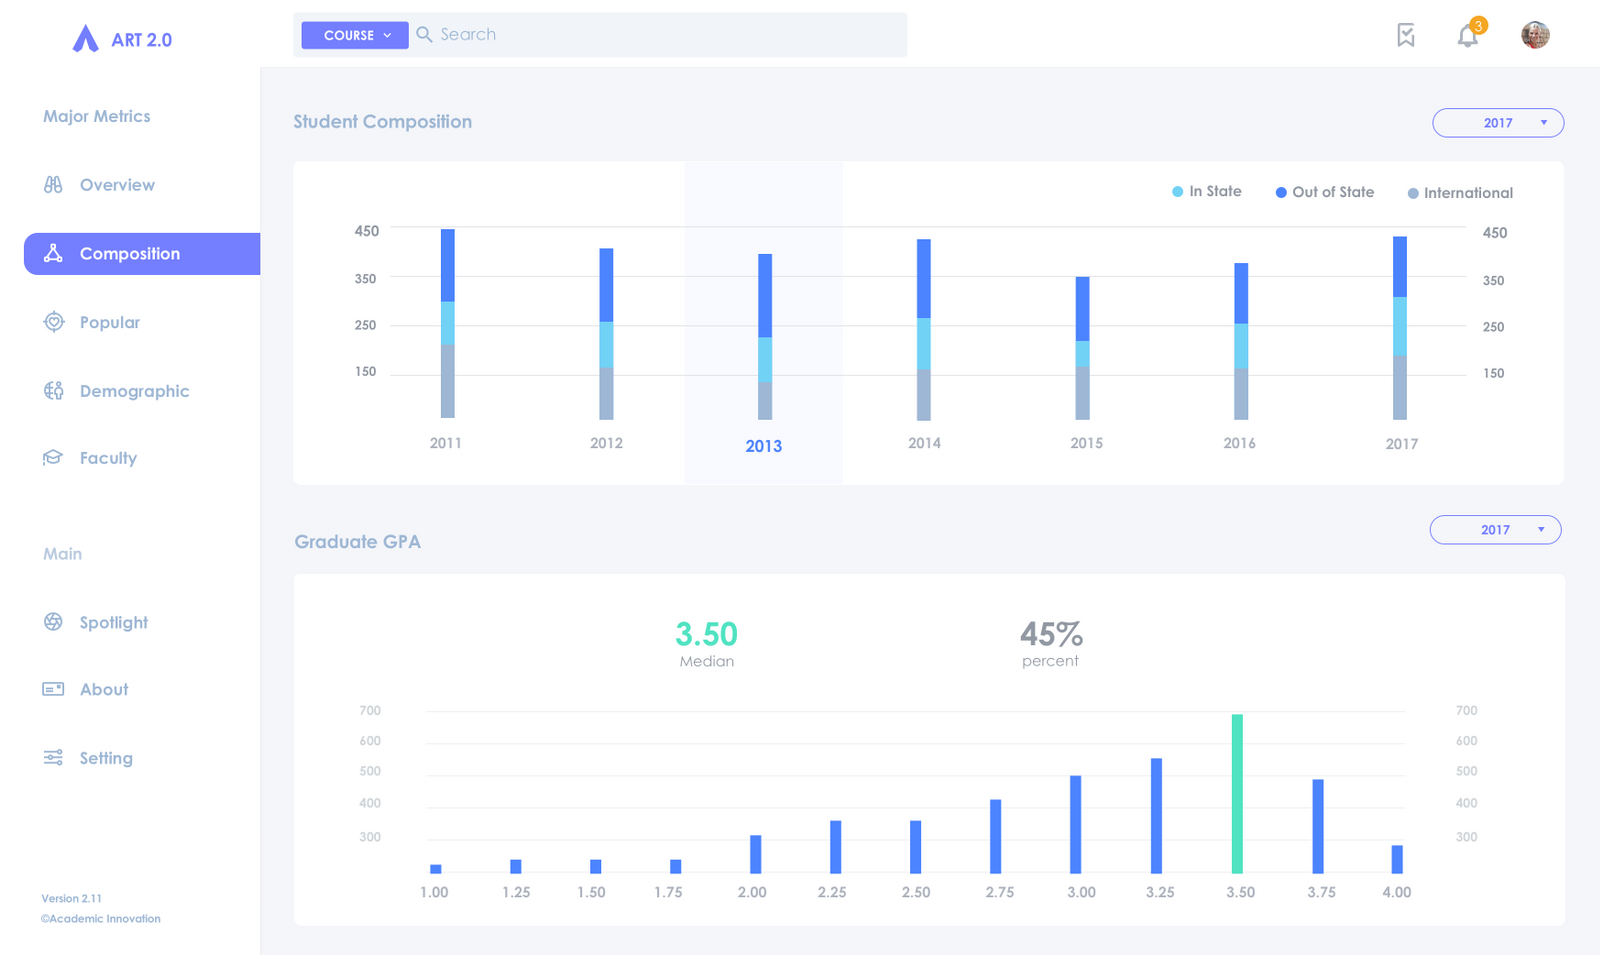 ART 2.0
COURSE
Search
3
Major Metrics
Overview
Composition
Popular
Demographic
Faculty
Main
Spotlight
About
Setting
Version 2.11
©Academic Innovation
Student Composition
2017
In State
Out of State
International
450
450
350
350
250
250
150
150
2011
2012
2013
2014
2015
2016
2017
Graduate GPA
2017
3.50
Median
45%
percent
700
700
600
600
500
500
400
400
300
300
1.00
1.25
1.50
1.75
2.00
2.25
2.50
2.75
3.00
3.25
3.50
3.75
4.00